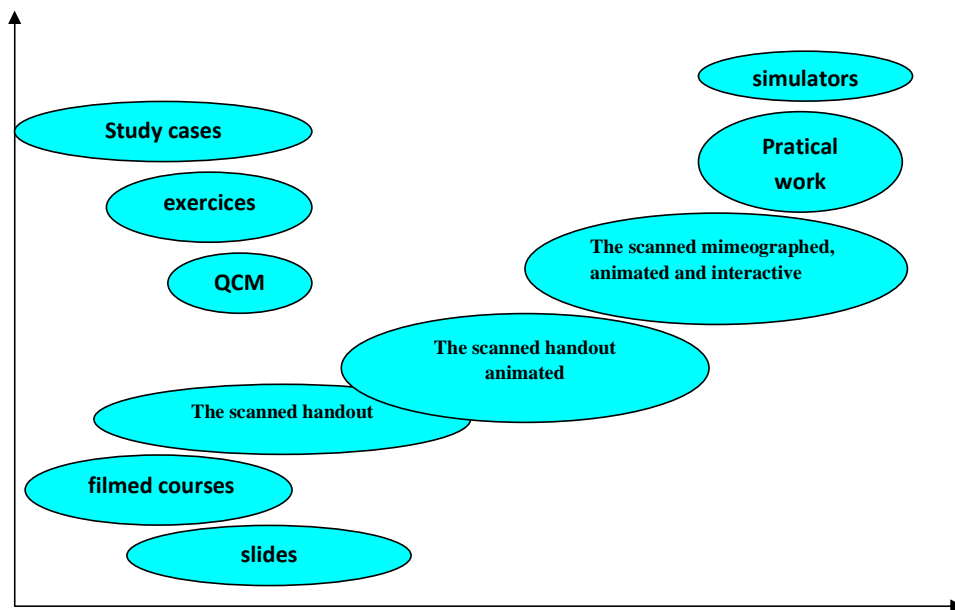 simulators
Study cases
Pratical
work
exercices
The scanned mimeographed,
animated and interactive
QCM
The scanned handout
animated
The scanned handout
filmed courses
slides